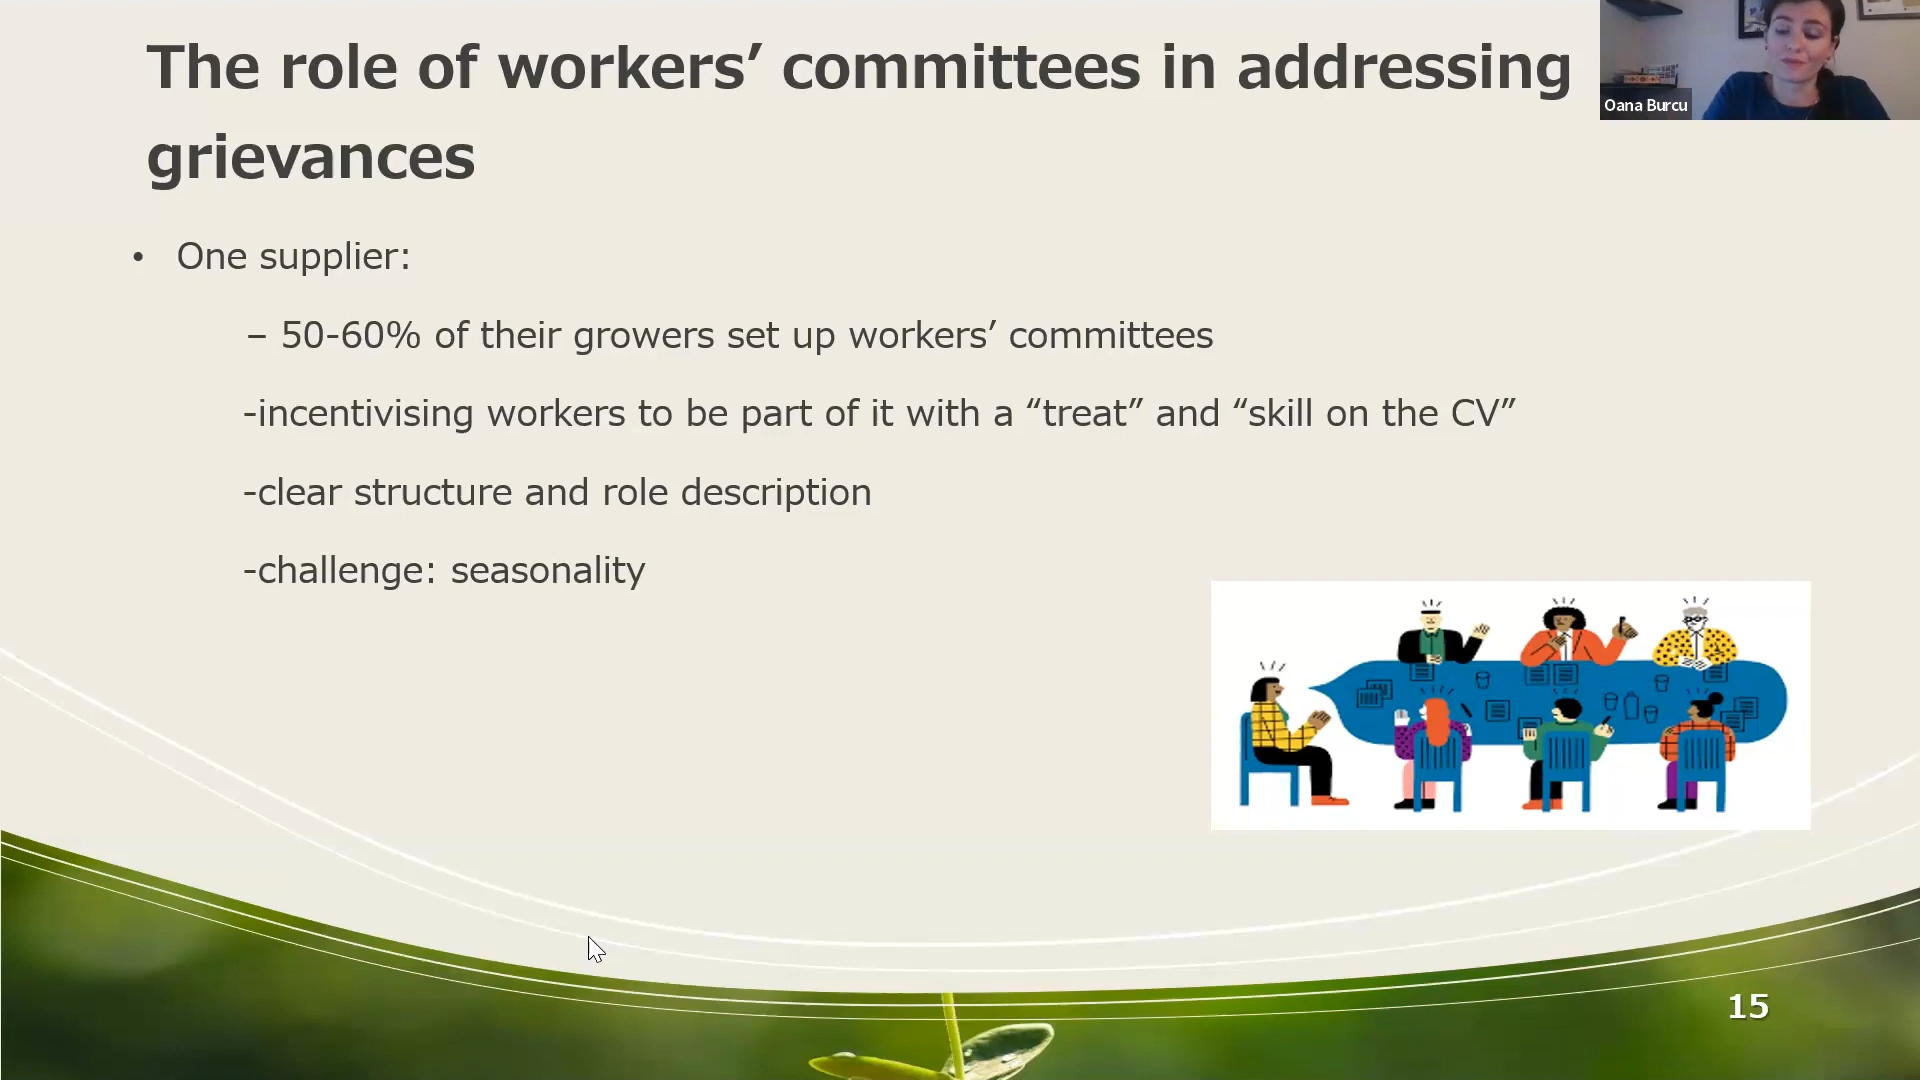 The role of workers’ committees in addressing
grievances
Oana Burcu
• One supplier:
– 50-60% of their growers set up workers’ committees
-incentivising workers to be part of it with a “treat” and “skill on the CV”
-clear structure and role description
-challenge: seasonality
15